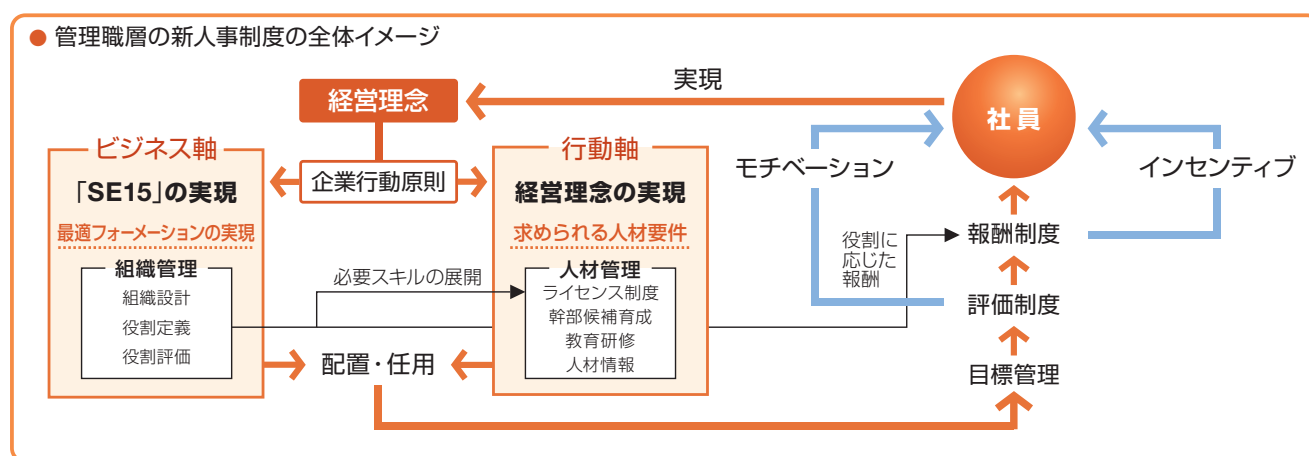 ● 管理職層の新人事制度の全体イメージ
経営理念
実現
社員
ビジネス軸
「SE15」の実現
最適フォーメーションの実現
組織管理
組織設計
役割定義
役割評価
企業行動原則
行動軸
経営理念の実現
求められる人材要件
人材管理
ライセンス制度
幹部候補育成
教育研修
人材情報
必要スキルの展開
配置・任用
モチベーション
インセンティブ
役割に
応じた
報酬
報酬制度
評価制度
目標管理